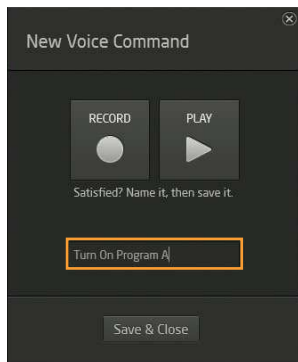 New Voice Command
RECORD PLAY
Satisfied? Name it, then save it.
Turn On Program A
Save & Close